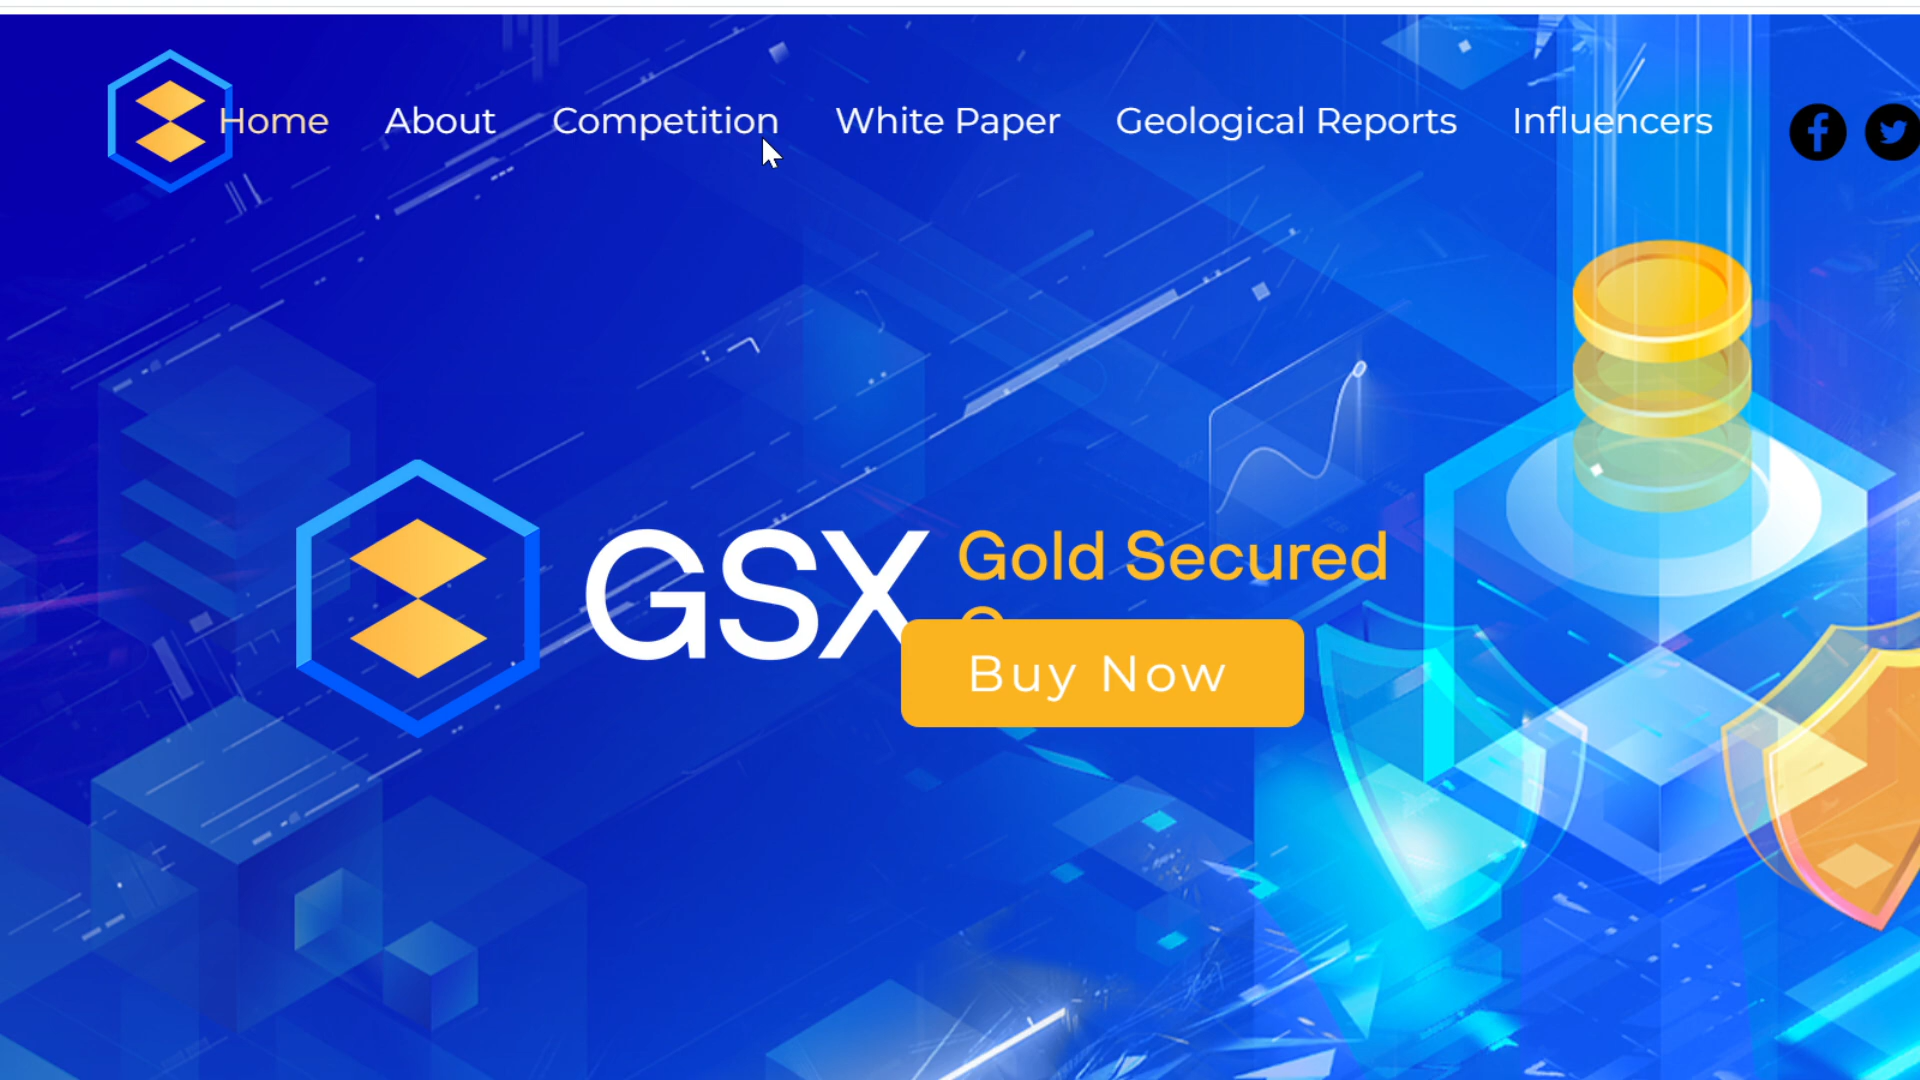 Home About Competition White Paper Geological Reports Influencers
GSX Gold Secured
Buy Now